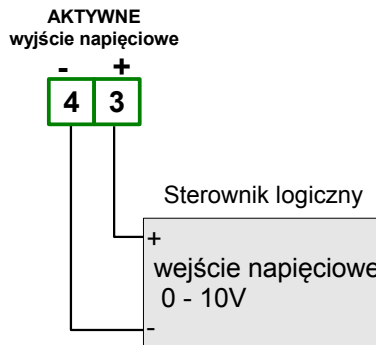 AKTYWNE
wyjście napięciowe
- +
4 3
Sterownik logiczny
+
wejście napięciowe
0 - 10V
-